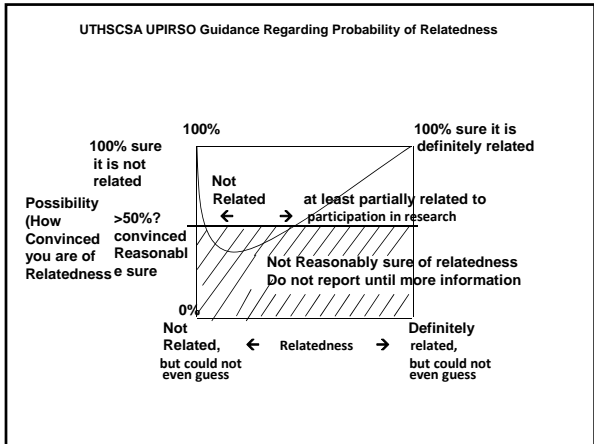 UTHSCSA UPIRSO Guidance Regarding Probability of Relatedness
100%
100% sure
it is not
related
100% sure it is
definitely related
Not
Related
← →
at least partially related to
participation in research
Possibility
(How
Convinced
you are of
Relatedness
>50%?
convinced
Reasonabl
e sure
Not Reasonably sure of relatedness
Do not report until more information
0%
Not
Related,
but could not
even guess
← Relatedness →
Definitely
related,
but could not
even guess